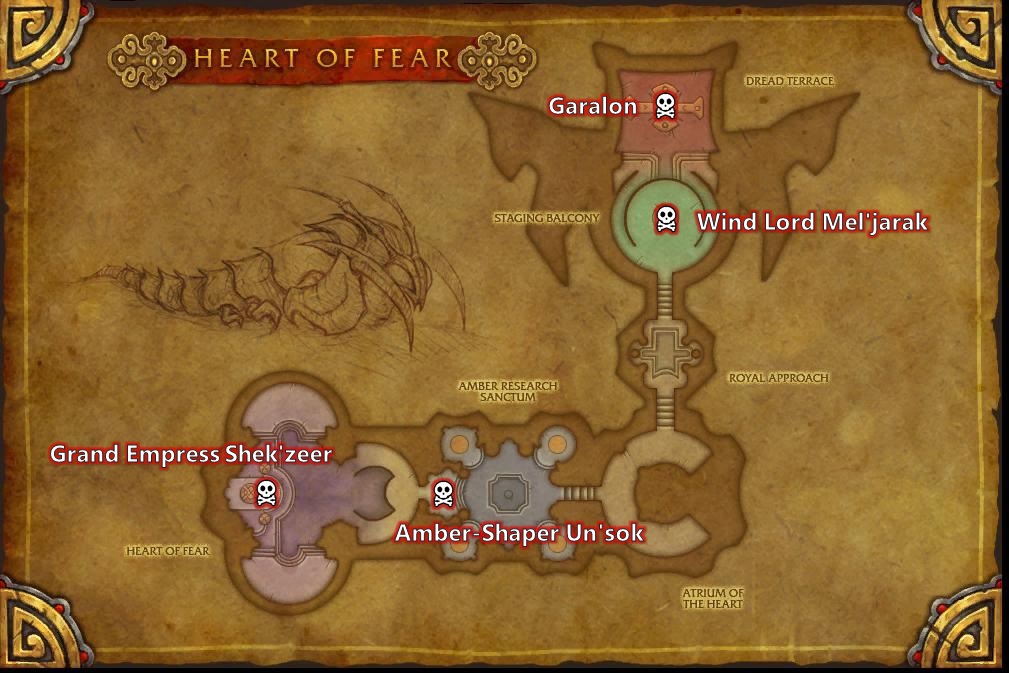 HEART OF FEAR
DREAD TERRACE
Garalon
STAGING BALCONY
Wind Lord Mel'jarak
ROYAL APPROACH
AMBER RESEARCH
SANCTUM
Grand Empress Shek'zeer
Amber-Shaper Un'sok
HEART OF FEAR
ATRIUM OF
THE HEART